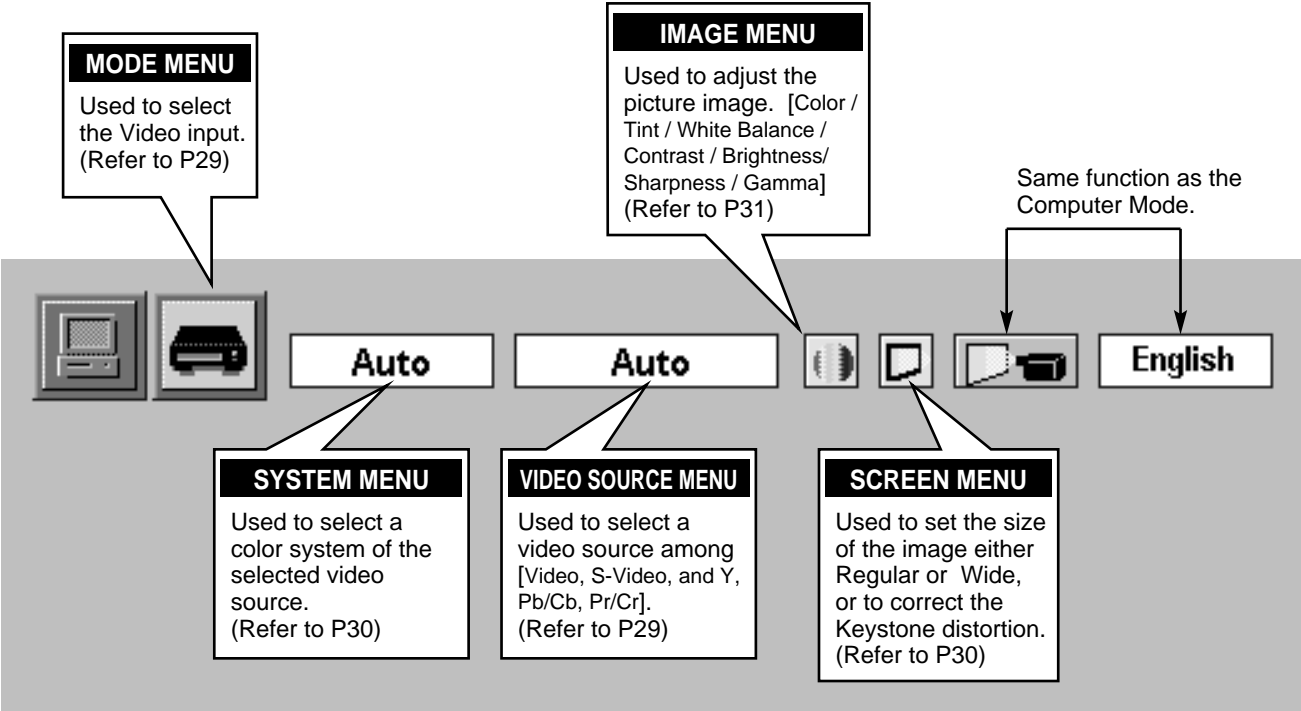 MODE MENU
Used to select
the Video input.
(Refer to P29)
IMAGE MENU
Used to adjust the
picture image. [Color /
Tint / White Balance /
Contrast / Brightness/
Sharpness / Gamma]
(Refer to P31)
Same function as the
Computer Mode.
Auto
Auto
English
SYSTEM MENU
Used to select a
color system of the
selected video
source.
(Refer to P30)
VIDEO SOURCE MENU
Used to select a
video source among
[Video, S-Video, and Y,
Pb/Cb, Pr/Cr].
(Refer to P29)
SCREEN MENU
Used to set the size
of the image either
Regular or Wide,
or to correct the
Keystone distortion.
(Refer to P30)